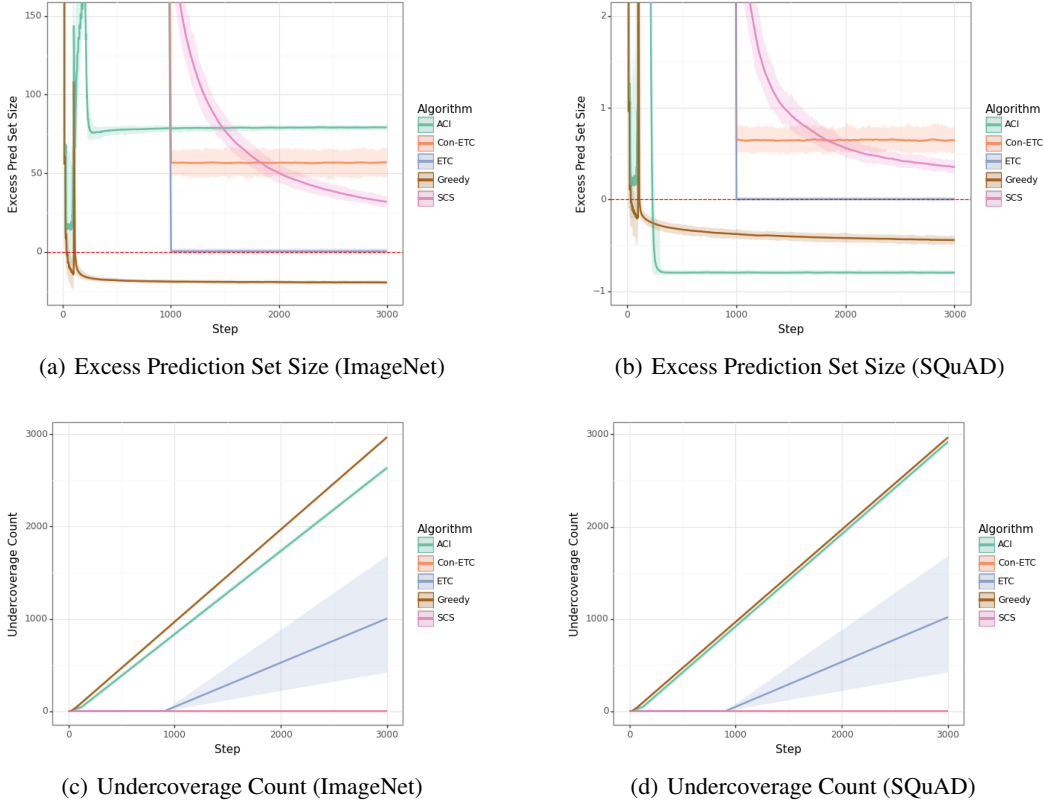 150
100
50
0
Excess Pred Set Size
0
1000
2000
3000
Step
Algorithm
ACI
Con-ETC
ETC
Greedy
SCS
(a) Excess Prediction Set Size (ImageNet)
2
1
0
−1
Excess Pred Set Size
0
1000
2000
3000
Step
Algorithm
ACI
Con-ETC
ETC
Greedy
SCS
(b) Excess Prediction Set Size (SQuAD)
3000
2000
1000
0
Undercoverage Count
0
1000
2000
3000
Step
Algorithm
ACI
Con-ETC
ETC
Greedy
SCS
(c) Undercoverage Count (ImageNet)
3000
2000
1000
0
Undercoverage Count
0
1000
2000
3000
Step
Algorithm
ACI
Con-ETC
ETC
Greedy
SCS
(d) Undercoverage Count (SQuAD)